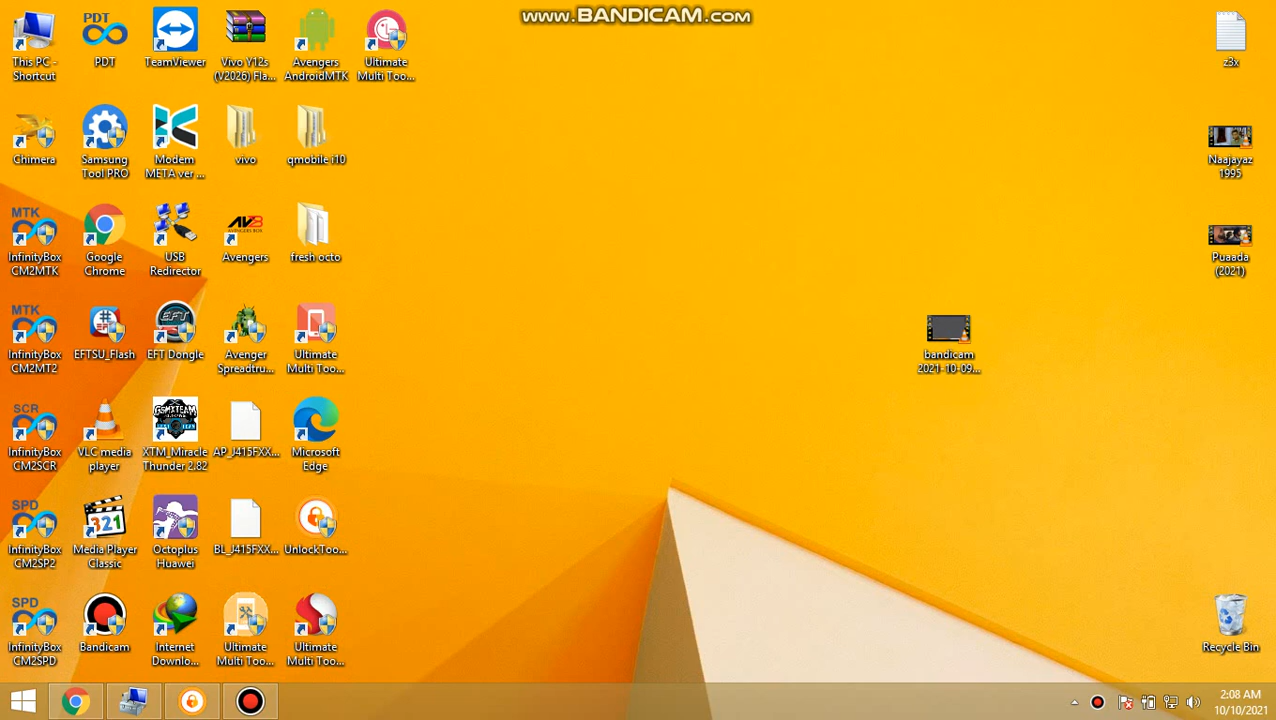 www.BANDICAM.com
This PC -
Shortcut
PDT
PDT
TeamViewer
Vivo Y12s
(V2026) Fla...
Avengers
AndroidMTK
Ultimate
Multi Too...
z3x
Chimera
Samsung
Tool PRO
Modem
META ver ...
vivo
qmobile i10
Naajayaz
1995
MTK
InfinityBox
CM2MTK
Google
Chrome
USB
Redirector
AVB
AVENGERS BOX
Avengers
fresh octo
Puaada
(2021)
MTK
InfinityBox
CM2MT2
EFT
EFTSU_Flash
EFT
EFT Dongle
Avenger
Spreadtru...
Ultimate
Multi Too...
bandicam
2021-10-09...
SCR
InfinityBox
CM2SCR
VLC media
player
GSMXTEAM
XTM_Miracle
Thunder 2.82
AP_J415FXX...
Microsoft
Edge
SPD
InfinityBox
CM2SP2
321
Media Player
Classic
Octoplus
Huawei
BL_J415FXX...
UnlockToo...
SPD
InfinityBox
CM2SPD
Bandicam
Internet
Downlo...
Ultimate
Multi Too...
Ultimate
Multi Too...
Recycle Bin
2:08 AM
10/10/2021